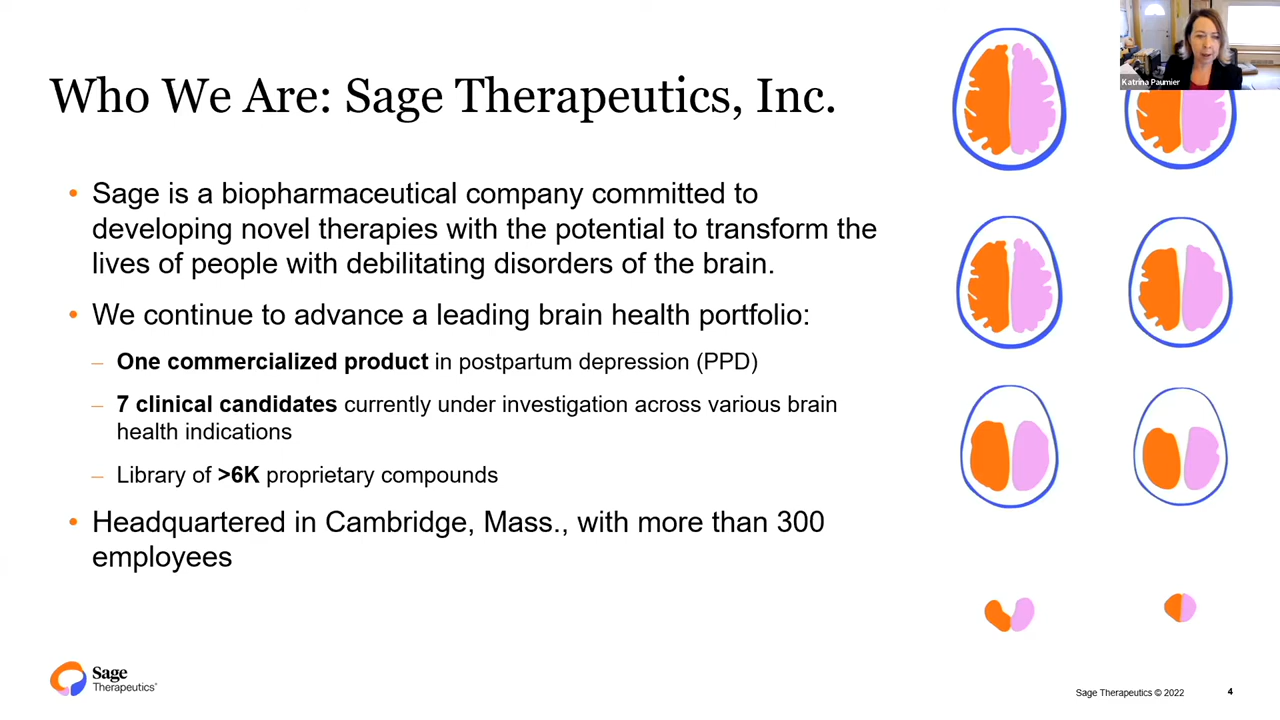 Katrina Paumier
Who We Are: Sage Therapeutics, Inc.
• Sage is a biopharmaceutical company committed to
developing novel therapies with the potential to transform the
lives of people with debilitating disorders of the brain.
• We continue to advance a leading brain health portfolio:
– One commercialized product in postpartum depression (PPD)
– 7 clinical candidates currently under investigation across various brain
health indications
– Library of >6K proprietary compounds
• Headquartered in Cambridge, Mass., with more than 300
employees
Sage
Therapeutics™
Sage Therapeutics © 2022
4